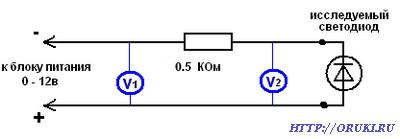 -
исследуемый
светодиод
к блоку питания
0 - 12в
V1
0.5 КОм
V2
+
HTTP://ORUKI.RU